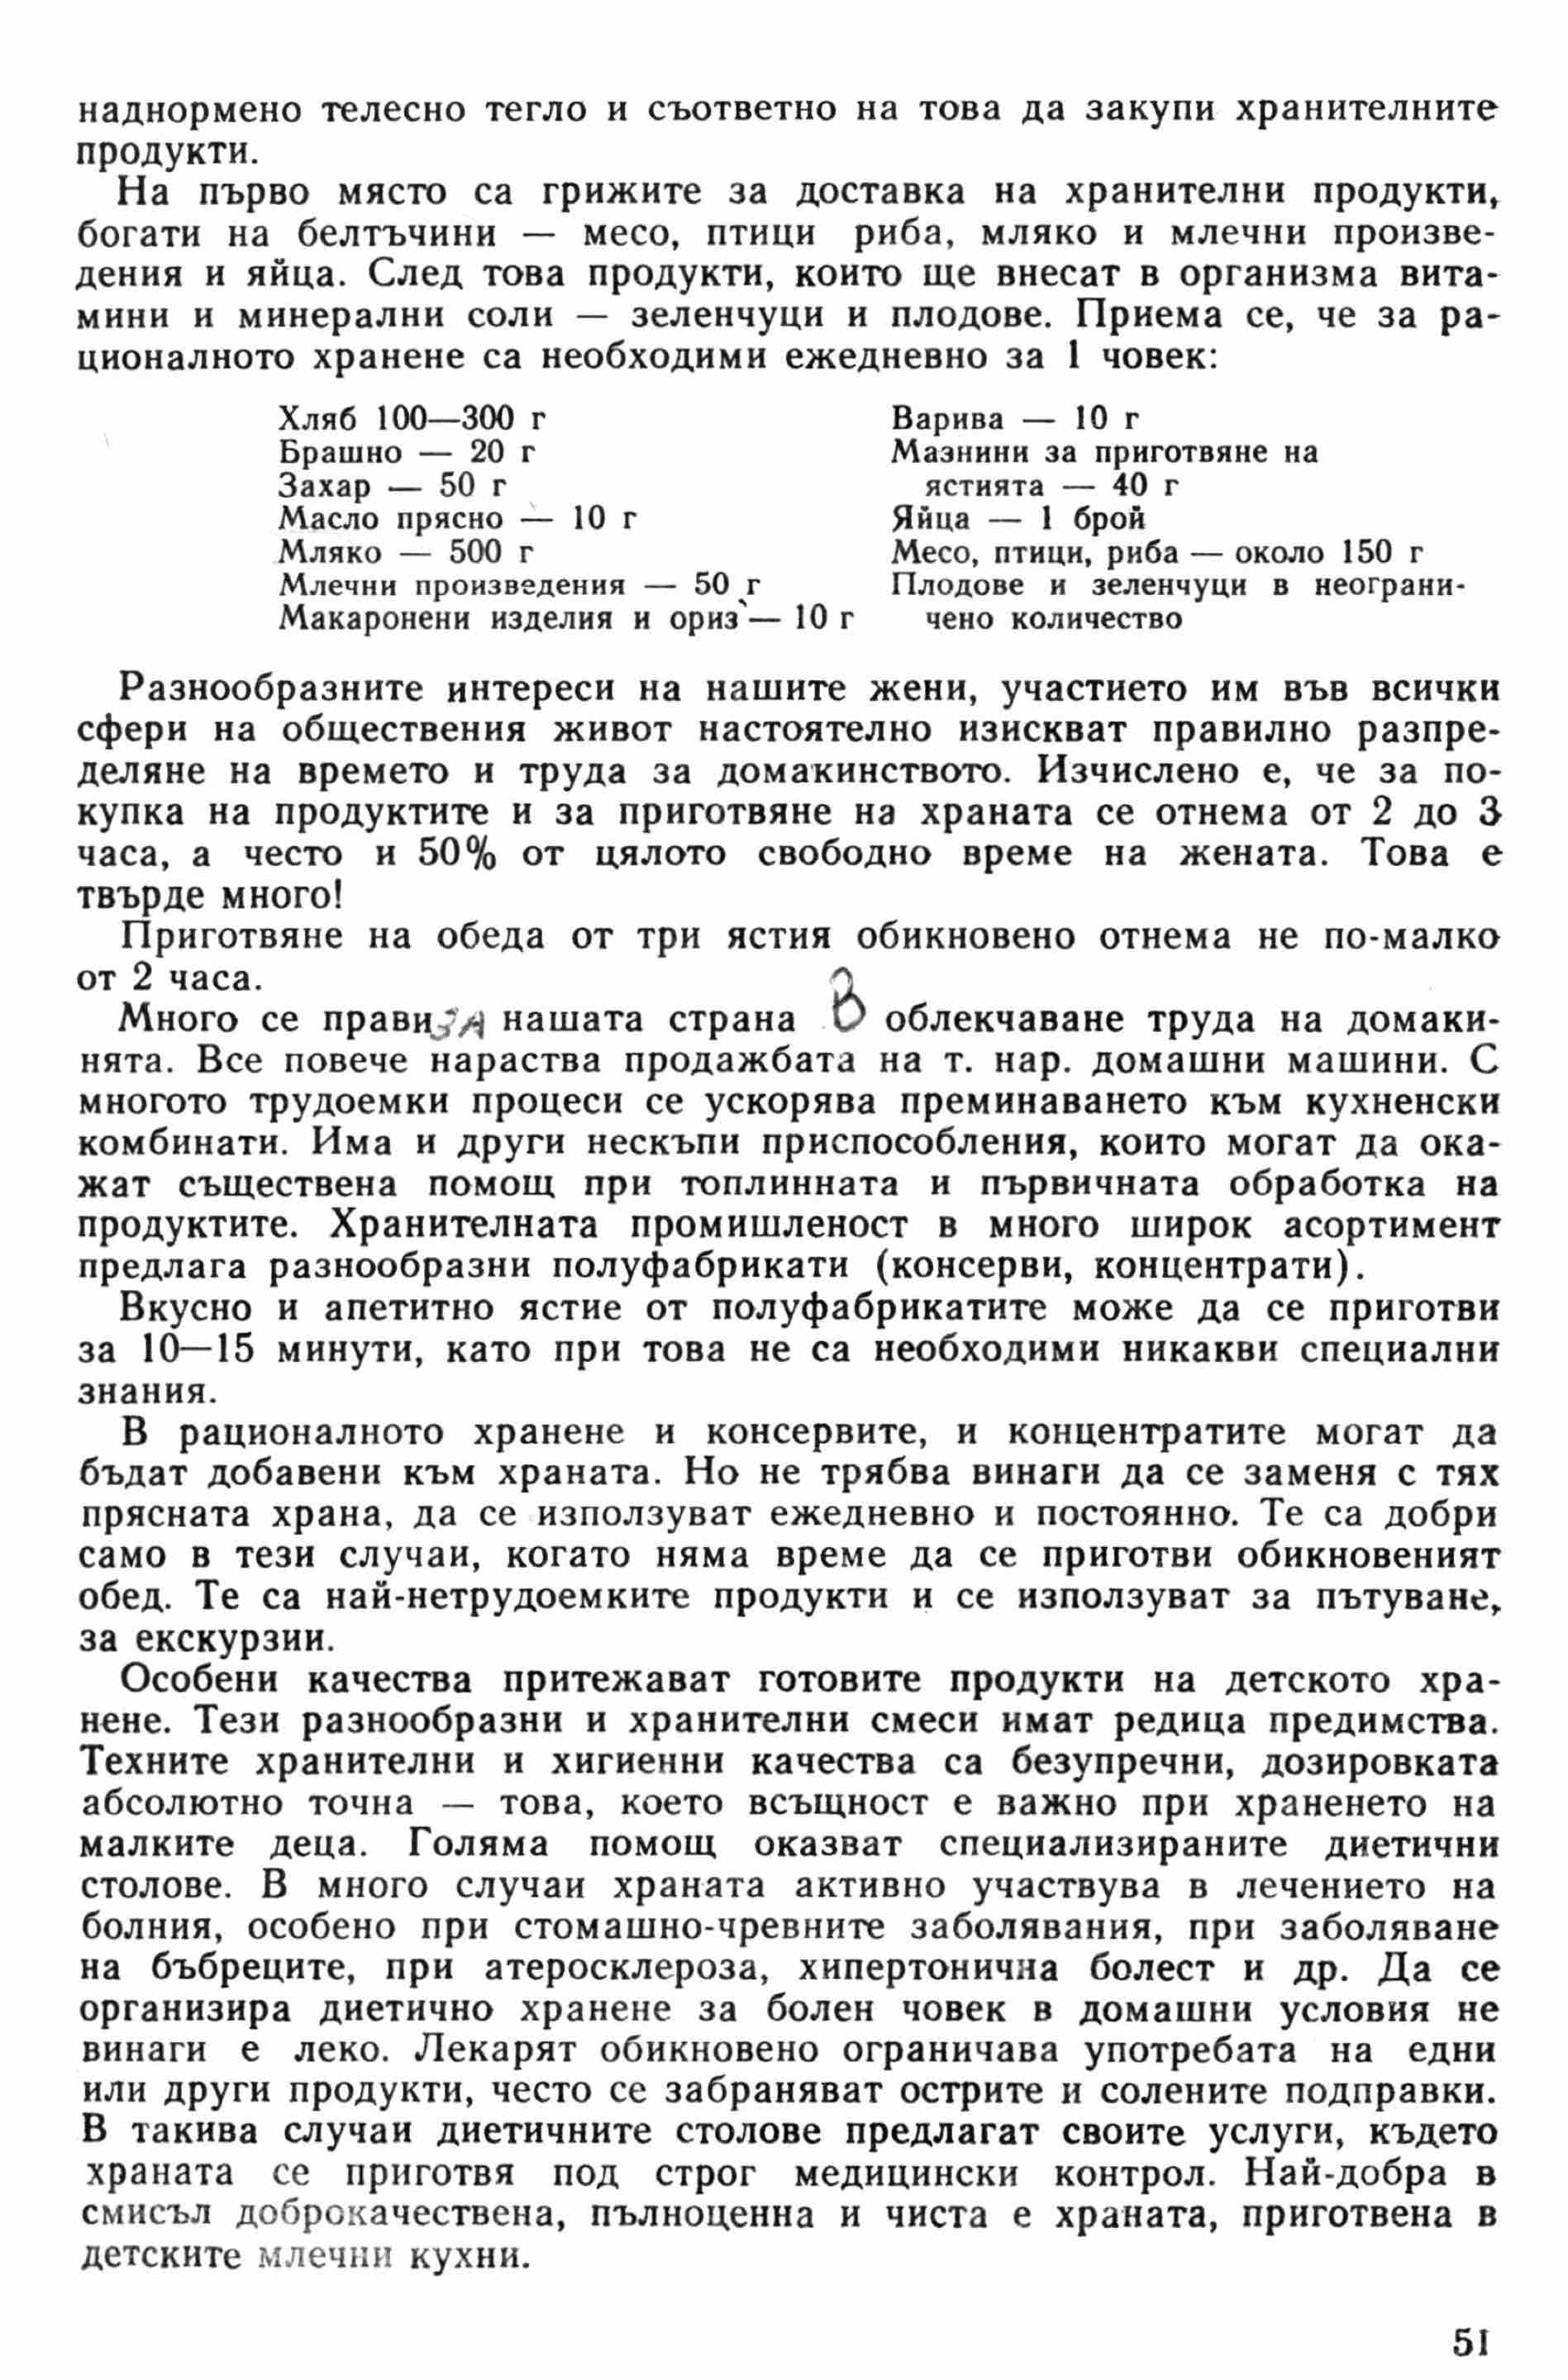 наднормено телесно тегло и съответно на това да закупи хранителните
продукти.
На първо място са грижите за доставка на хранителни продукти,
богати на белтъчини — месо, птици риба, мляко и млечни произве-
дения и яйца. След това продукти, които ще внесат в организма вита-
мини и минерални соли — зеленчуци и плодове. Приема се, че за ра-
ционалното хранене са необходими ежедневно за 1 човек:
Хляб 100—300 г
Брашно — 20 г
Захар — 50 г
Масло прясно — 10 г
Мляко — 500 г
Млечни произведения — 50 г
Макаронени изделия и ориз — 10 г
Варива — 10 г
Мазнини за приготвяне на
ястията — 40 г
Яйца — 1 брой
Месо, птици, риба — около 150 г
Плодове и зеленчуци в неограни-
чено количество
Разнообразните интереси на нашите жени, участието им във всички
сфери на обществения живот настоятелно изискват правилно разпре-
деляне на времето и труда за домакинството. Изчислено е, че за по-
купка на продуктите и за приготвяне на храната се отнема от 2 до 3
часа, а често и 50% от цялото свободно време на жената. Това е
твърде много!
Приготвяне на обеда от три ястия обикновено отнема не по-малко
от 2 часа.
Много се прави за нашата страна В облекчаване труда на домаки-
нята. Все повече нараства продажбата на т. нар. домашни машини. С
многото трудоемки процеси се ускорява преминаването към кухненски
комбинати. Има и други нескъпи приспособления, които могат да ока-
жат съществена помощ при топлинната и първичната обработка на
продуктите. Хранителната промишленост в много широк асортимент
предлага разнообразни полуфабрикати (консерви, концентрати).
Вкусно и апетитно ястие от полуфабрикатите може да се приготви
за 10—15 минути, като при това не са необходими никакви специални
знания.
В рационалното хранене и консервите, и концентратите могат да
бъдат добавени към храната. Но не трябва винаги да се заменя с тях
прясната храна, да се използуват ежедневно и постоянно. Те са добри
само в тези случаи, когато няма време да се приготви обикновеният
обед. Те са най-нетрудоемките продукти и се използуват за пътуване,
за екскурзии.
Особени качества притежават готовите продукти на детското хра-
нене. Тези разнообразни и хранителни смеси имат редица предимства.
Техните хранителни и хигиенни качества са безупречни, дозировката
абсолютно точна — това, което всъщност е важно при храненето на
малките деца. Голяма помощ оказват специализираните диетични
столове. В много случаи храната активно участвува в лечението на
болния, особено при стомашно-чревните заболявания, при заболяване
на бъбреците, при атеросклероза, хипертонична болест и др. Да се
организира диетично хранене за болен човек в домашни условия не
винаги е леко. Лекарят обикновено ограничава употребата на едни
или други продукти, често се забраняват острите и солените подправки.
В такива случаи диетичните столове предлагат своите услуги, където
храната се приготвя под строг медицински контрол. Най-добра в
смисъл доброкачествена, пълноценна и чиста е храната, приготвена в
детските млечни кухни.
51